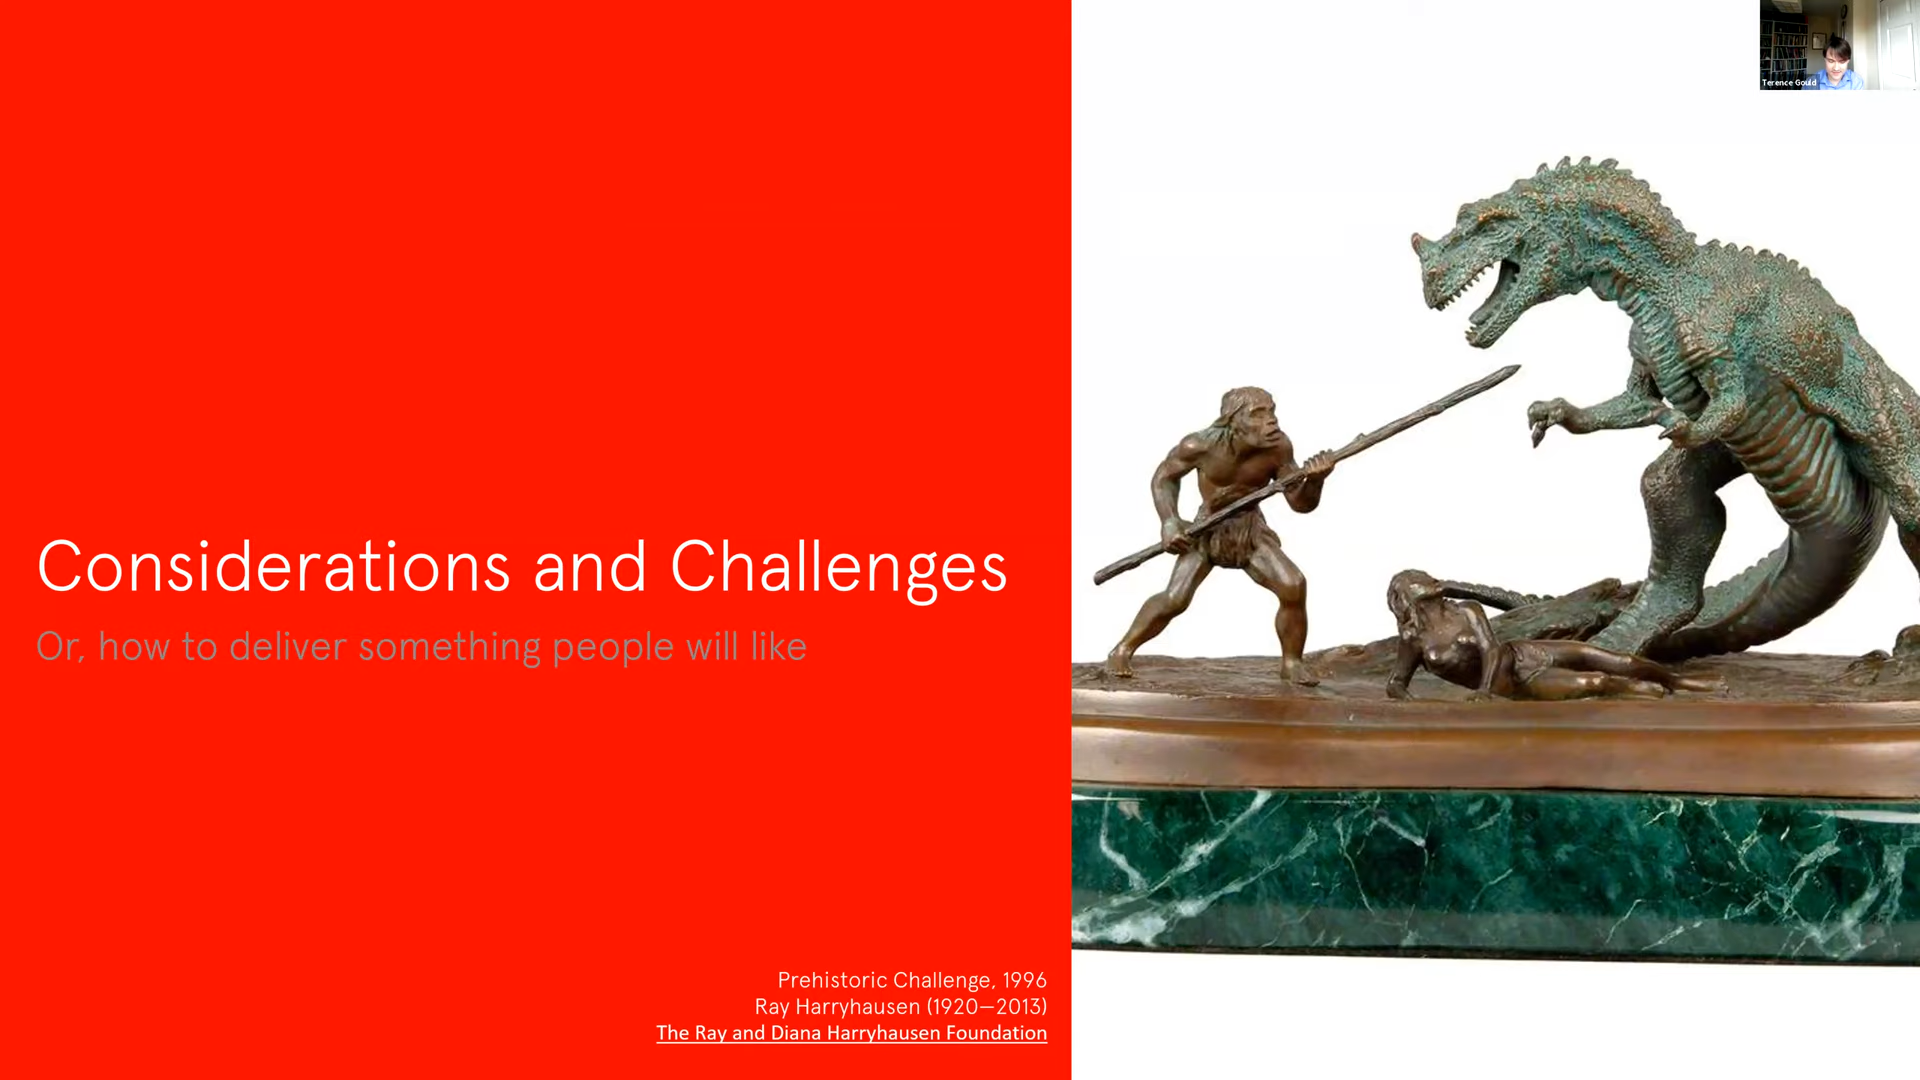 Terence Gould
Considerations and Challenges
Or, how to deliver something people will like
Prehistoric Challenge, 1996
Ray Harryhausen (1920—2013)
The Ray and Diana Harryhausen Foundation